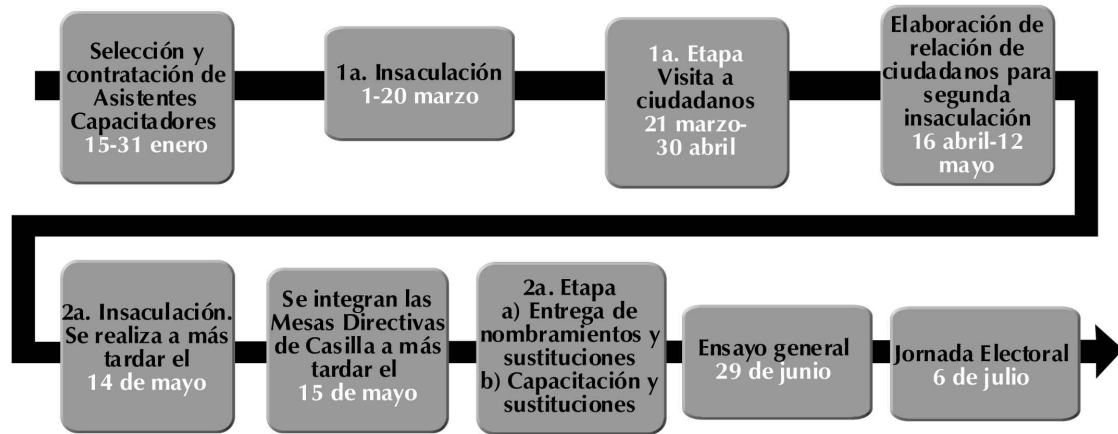 Selección y
contratación de
Asistentes
Capacitadores
15-31 enero
1a. Insaculación
1-20 marzo
1a. Etapa
Visita a
ciudadanos
21 marzo-
30 abril
Elaboración de
relación de
ciudadanos para
segunda
insaculación
16 abril-12
mayo
2a. Insaculación.
Se realiza a más
tardar el
14 de mayo
Se integran las
Mesas Directivas
de Casilla a más
tardar el
15 de mayo
2a. Etapa
a) Entrega de
nombramientos y
sustituciones
b) Capacitación y
sustituciones
Ensayo general
29 de junio
Jornada Electoral
6 de julio